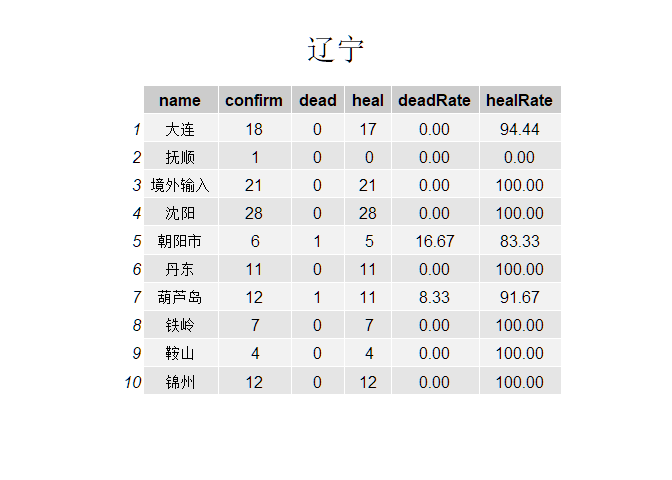 辽宁
name confirm dead heal deadRate healRate
1 大连 18 0 17 0.00 94.44
2 抚顺 1 0 0 0.00 0.00
3 境外输入 21 0 21 0.00 100.00
4 沈阳 28 0 28 0.00 100.00
5 朝阳市 6 1 5 16.67 83.33
6 丹东 11 0 11 0.00 100.00
7 葫芦岛 12 1 11 8.33 91.67
8 铁岭 7 0 7 0.00 100.00
9 鞍山 4 0 4 0.00 100.00
10 锦州 12 0 12 0.00 100.00